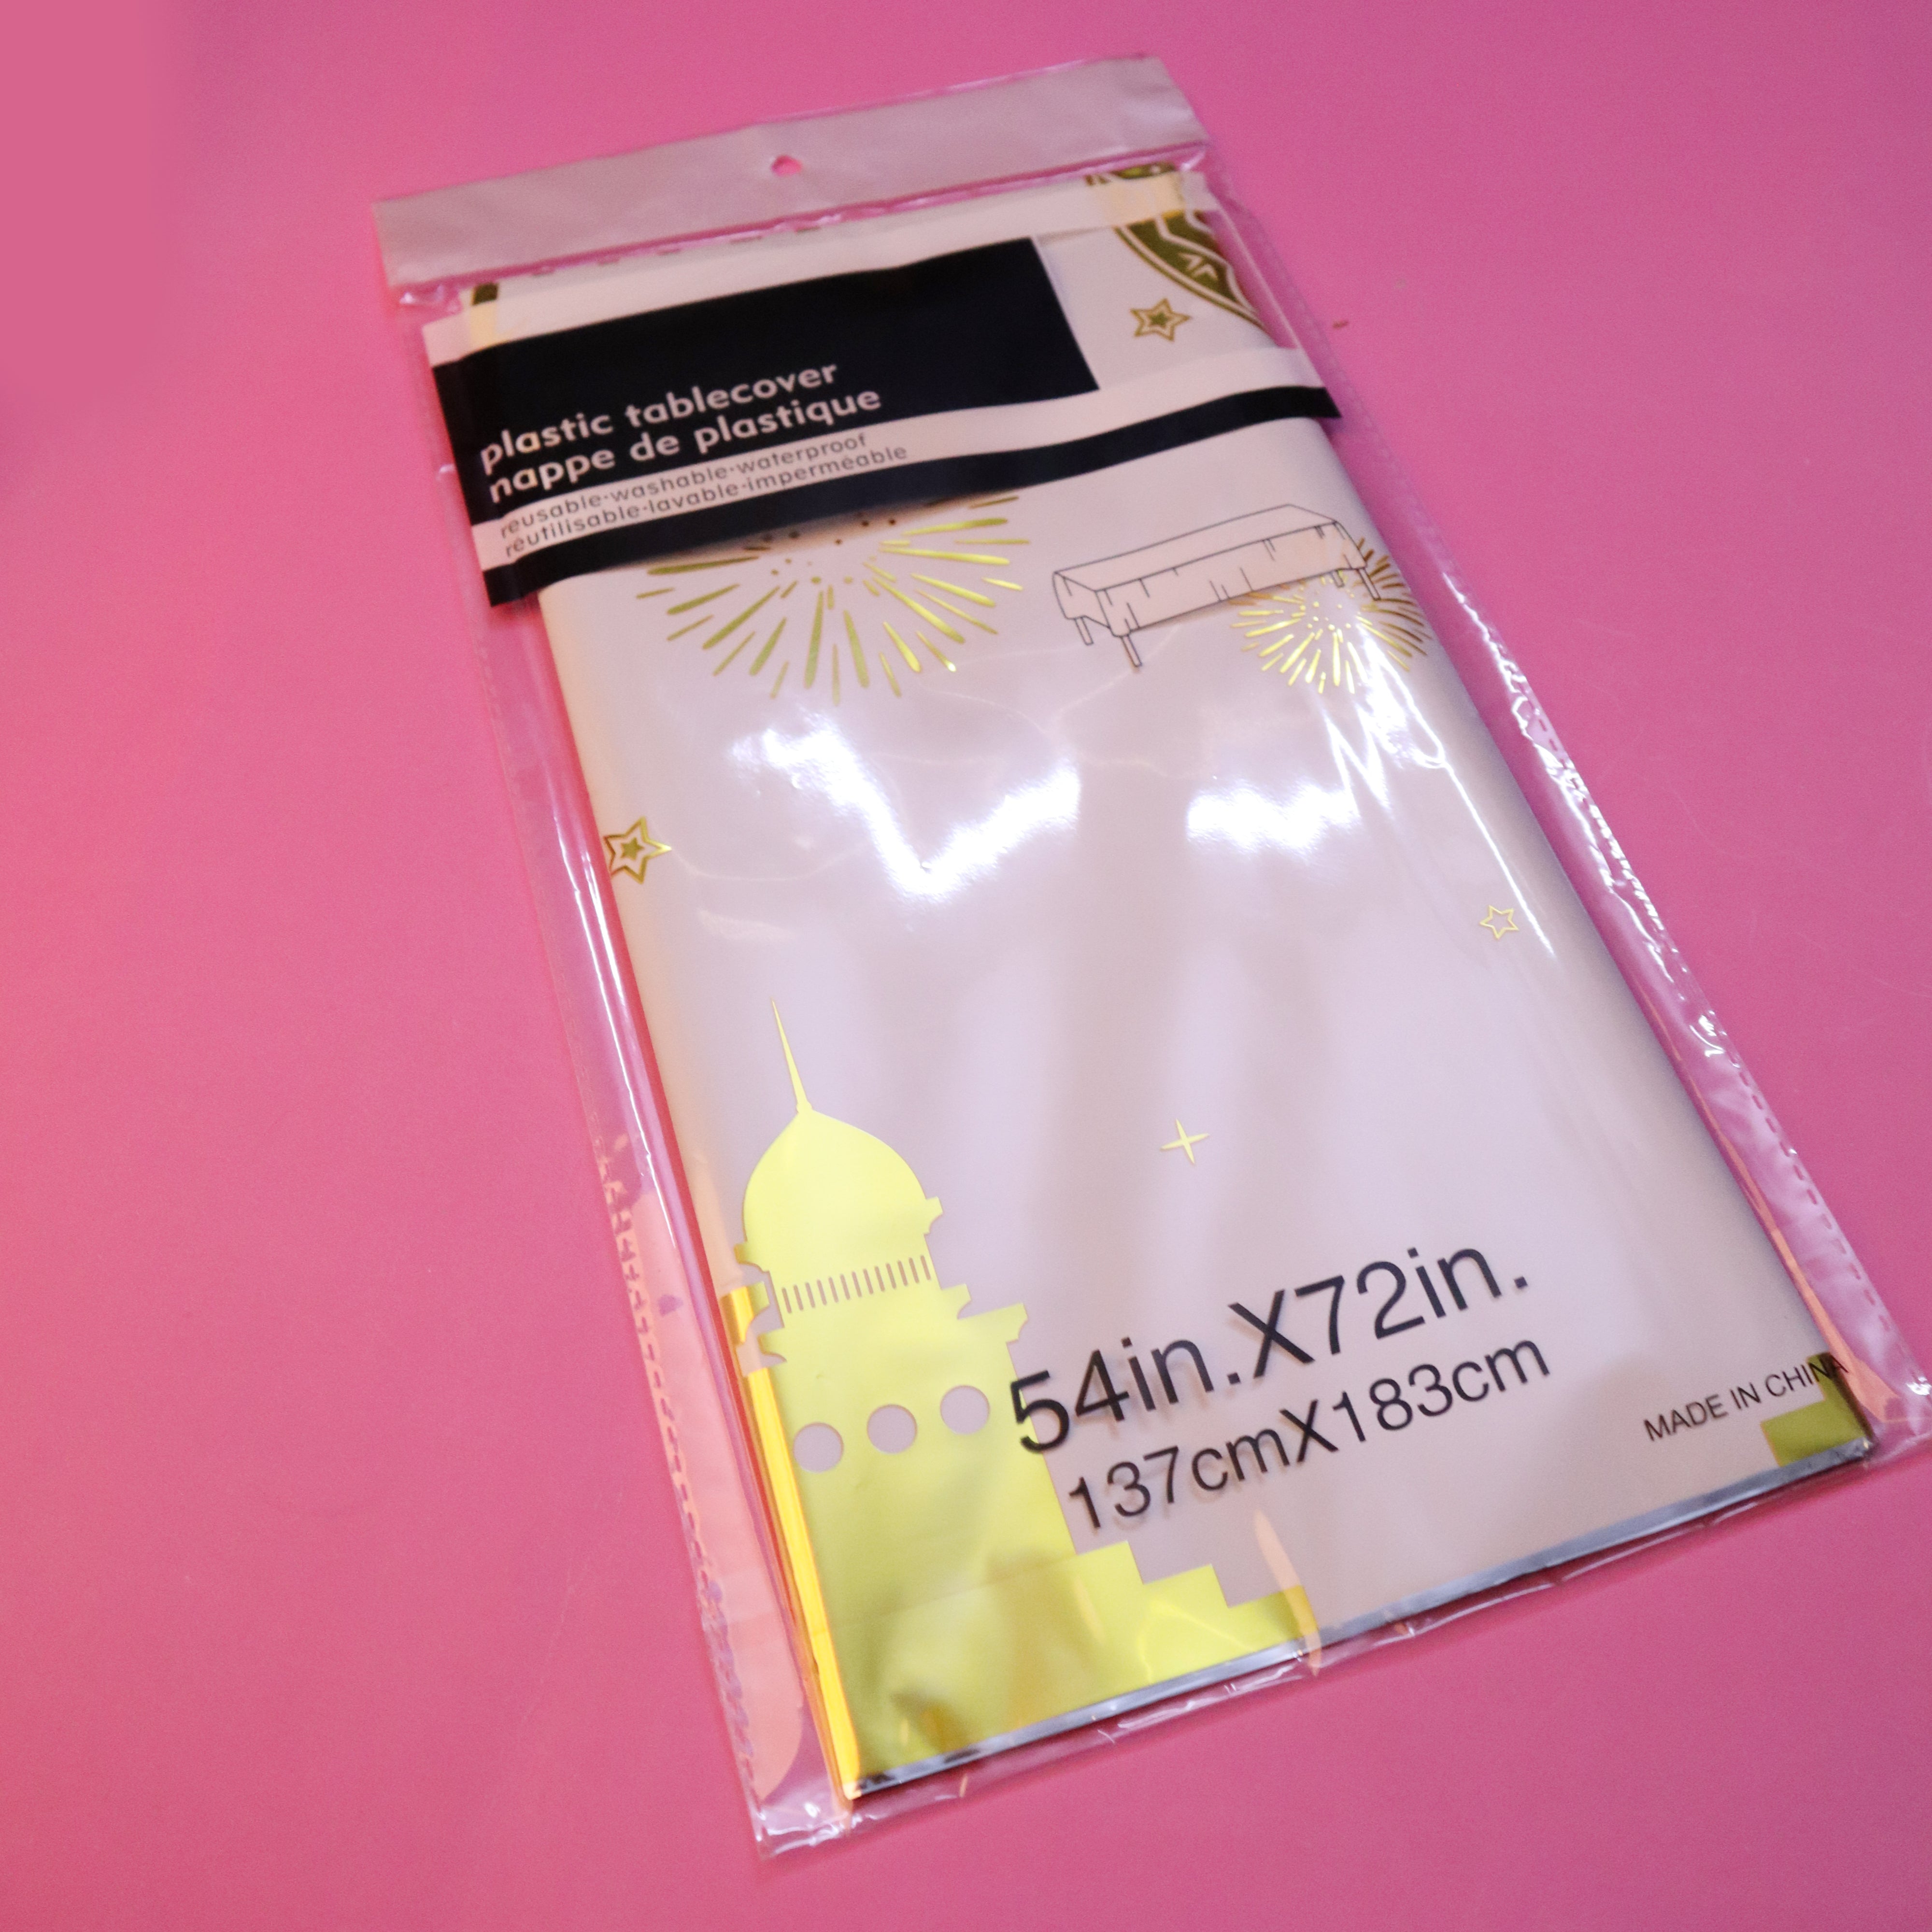 plastic tablecover
nappe de plastique
reusable-washable-waterproof
réutilisable-lavable-imperméable
54in.X72in.
137cmX183cm
MADE IN CHINA